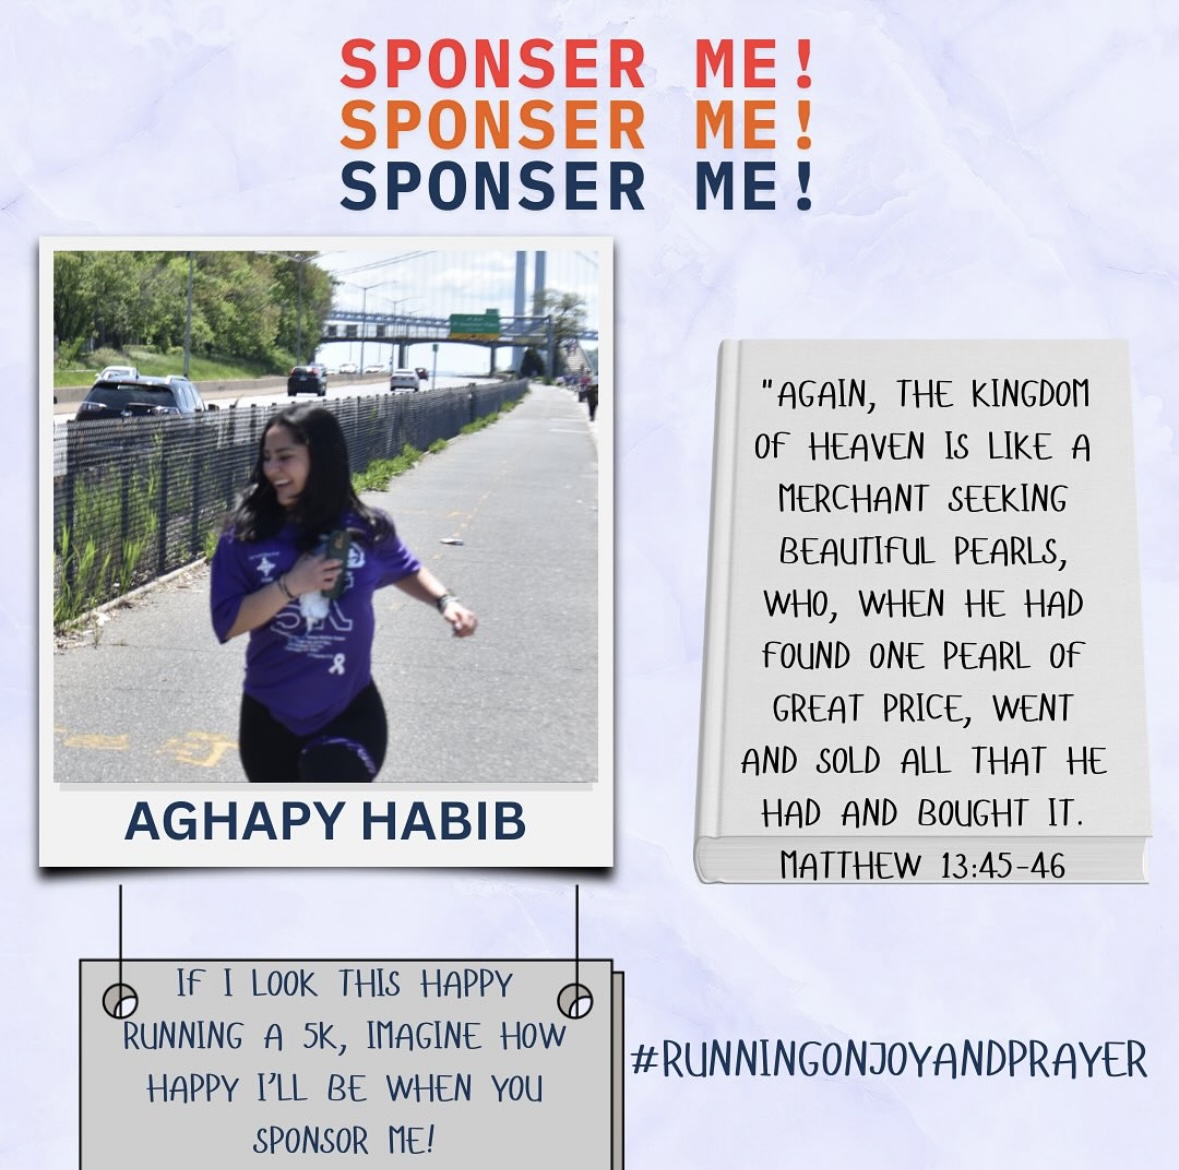 SPONSER ME!
SPONSER ME!
SPONSER ME!
5K
AGHAPY HABIB
"AGAIN, THE KINGDOM
OF HEAVEN IS LIKE A
MERCHANT SEEKING
BEAUTIFUL PEARLS,
WHO, WHEN HE HAD
FOUND ONE PEARL OF
GREAT PRICE, WENT
AND SOLD ALL THAT HE
HAD AND BOUGHT IT.
MATTHEW 13:45-46
IF I LOOK THIS HAPPY
RUNNING A 5K, IMAGINE HOW
HAPPY I'LL BE WHEN YOU
SPONSOR ME!
#RUNNINGONJOYANDPRAYER